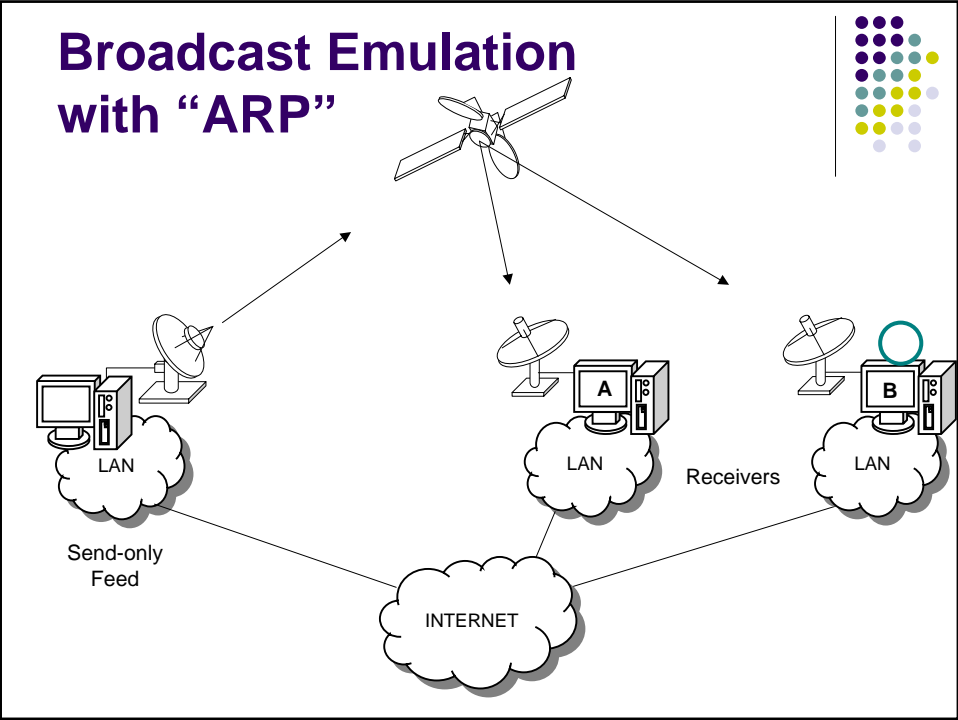 Broadcast Emulation
with “ARP”
A
B
LAN
LAN
Receivers
LAN
Send-only
Feed
INTERNET